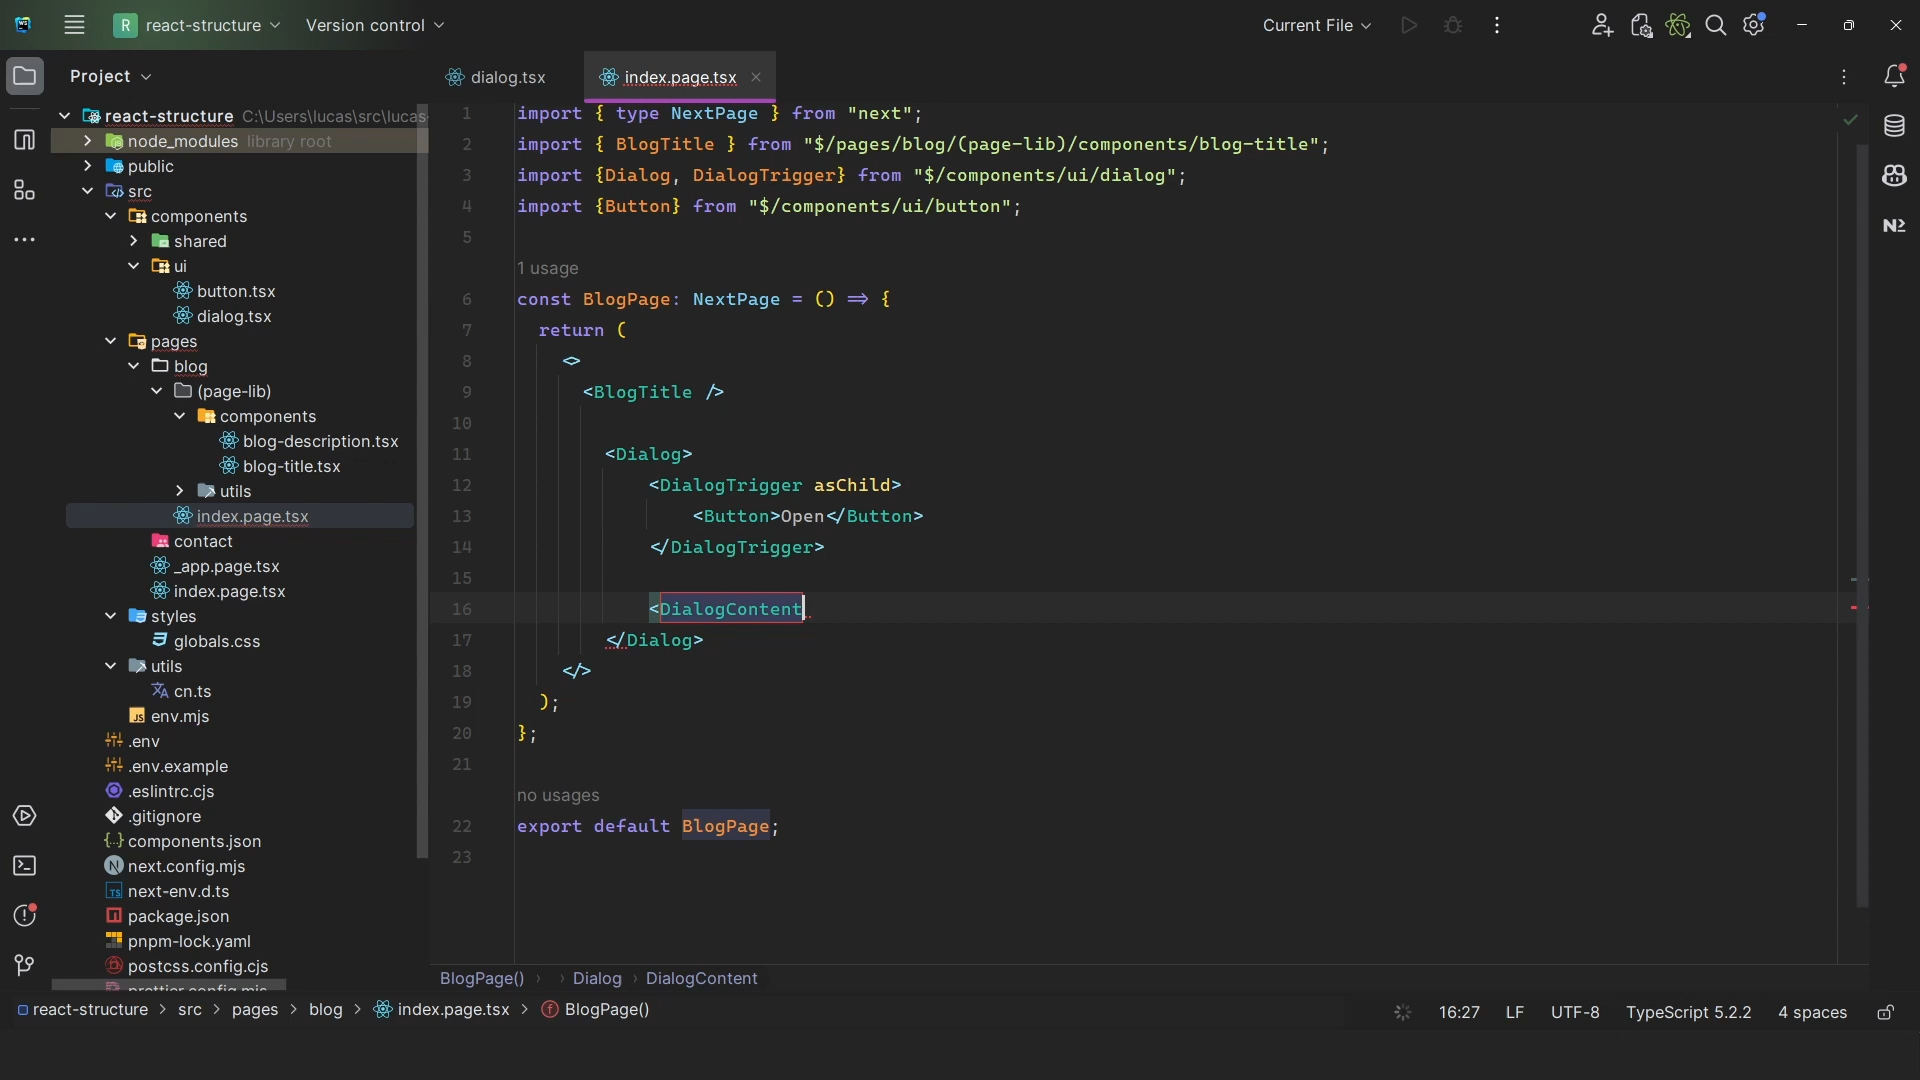 WS
R react-structure
Version control
Current File
Project
dialog.tsx
index.page.tsx
react-structure C:\Users\lucas\src\lucas-
node_modules library root
public
src
components
shared
ui
button.tsx
dialog.tsx
pages
blog
(page-lib)
components
blog-description.tsx
blog-title.tsx
utils
index.page.tsx
contact
_app.page.tsx
index.page.tsx
styles
globals.css
utils
cn.ts
env.mjs
.env
.env.example
.eslintrc.cjs
.gitignore
components.json
next.config.mjs
next-env.d.ts
package.json
pnpm-lock.yaml
postcss.config.cjs
prettier.config.mjs
1 import { type NextPage } from "next";
2 import { BlogTitle } from "$/pages/blog/(page-lib)/components/blog-title";
3 import {Dialog, DialogTrigger} from "$/components/ui/dialog";
4 import {Button} from "$/components/ui/button";
5
1 usage
6 const BlogPage: NextPage = () => {
7 return (
8 <>
9 <BlogTitle />
10
11 <Dialog>
12 <DialogTrigger asChild>
13 <Button>Open</Button>
14 </DialogTrigger>
15
16 <DialogContent
17 </Dialog>
18 </>
19 );
20 };
21
no usages
22 export default BlogPage;
23
BlogPage() › › Dialog › DialogContent
react-structure > src > pages > blog > index.page.tsx > f BlogPage()
16:27 LF UTF-8 TypeScript 5.2.2 4 spaces